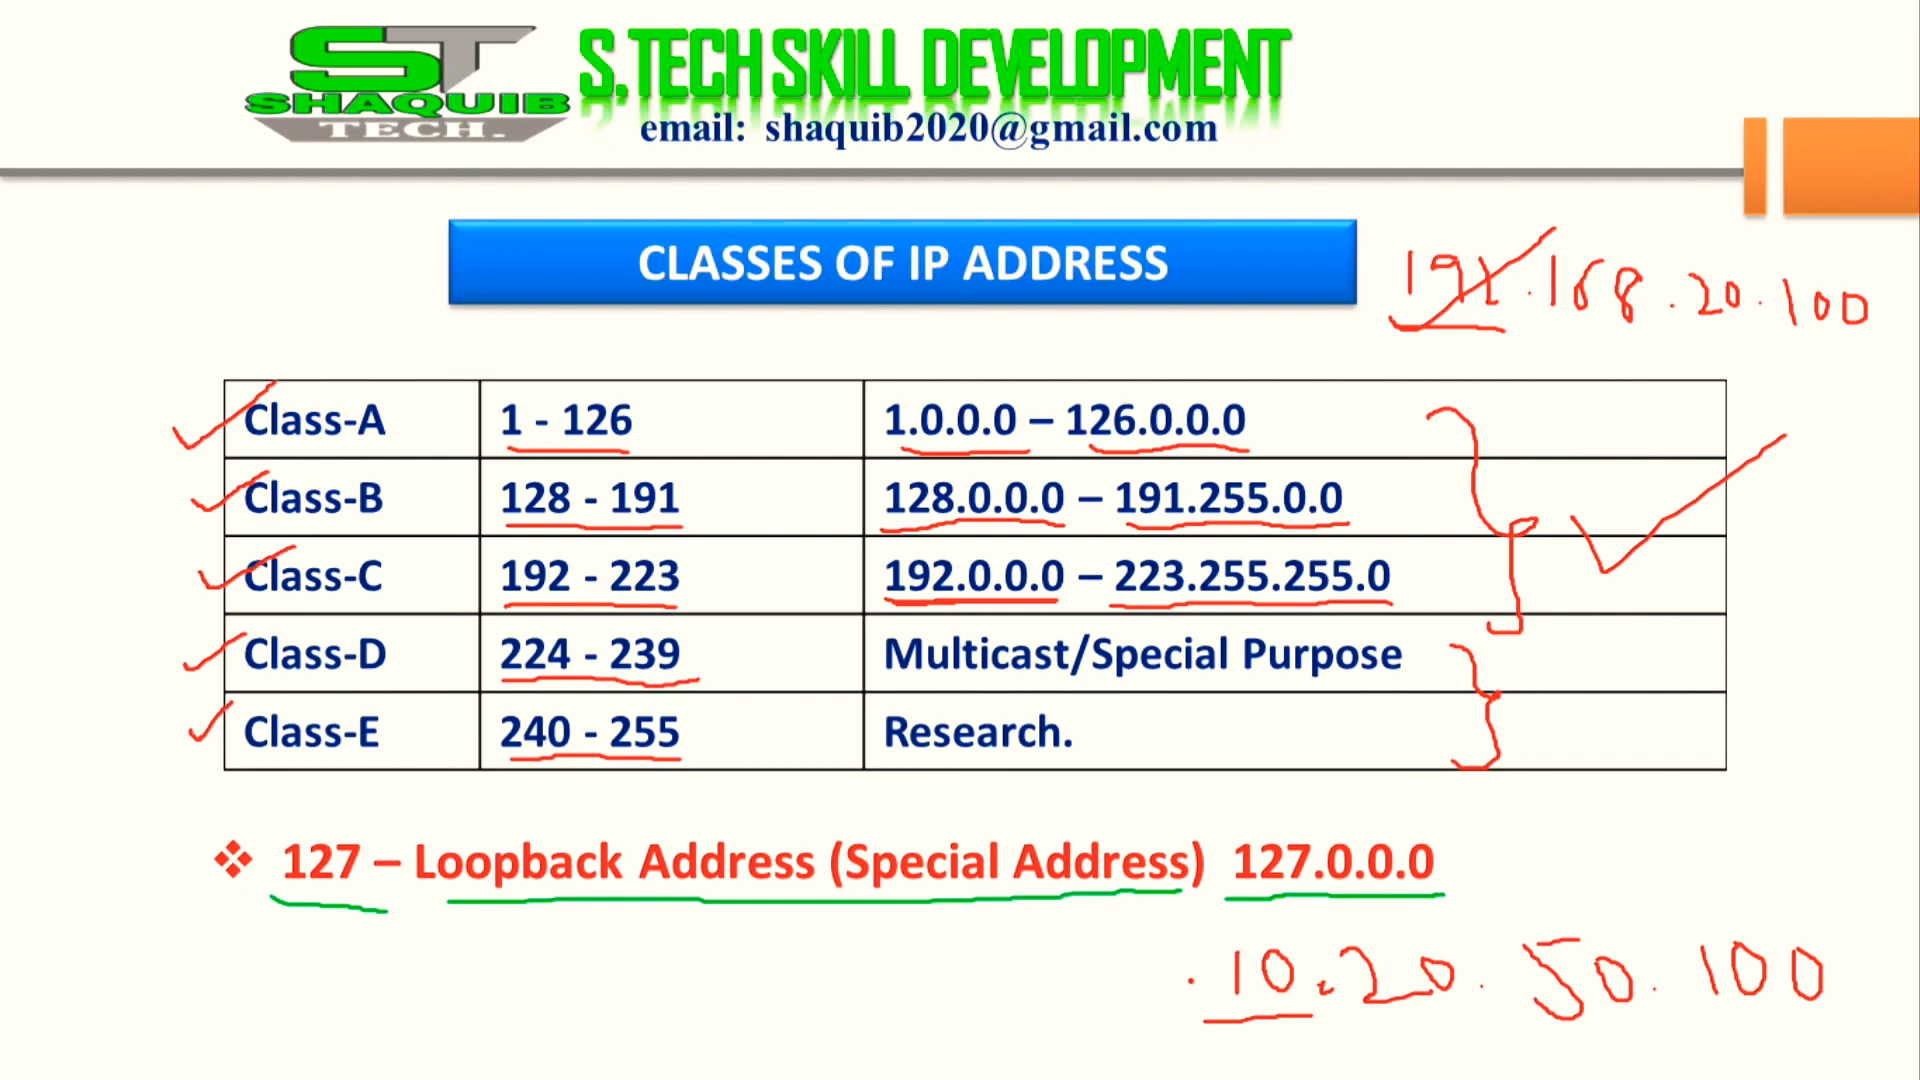 ST
SHAQUIB
TECH.
S.TECH SKILL DEVELOPMENT
email: shaquib2020@gmail.com
CLASSES OF IP ADDRESS
192.168.20.100
Class-A 1 - 126 1.0.0.0 – 126.0.0.0
Class-B 128 - 191 128.0.0.0 – 191.255.0.0
Class-C 192 - 223 192.0.0.0 – 223.255.255.0
Class-D 224 - 239 Multicast/Special Purpose
Class-E 240 - 255 Research.
❖ 127 – Loopback Address (Special Address) 127.0.0.0
.10.20.50.100